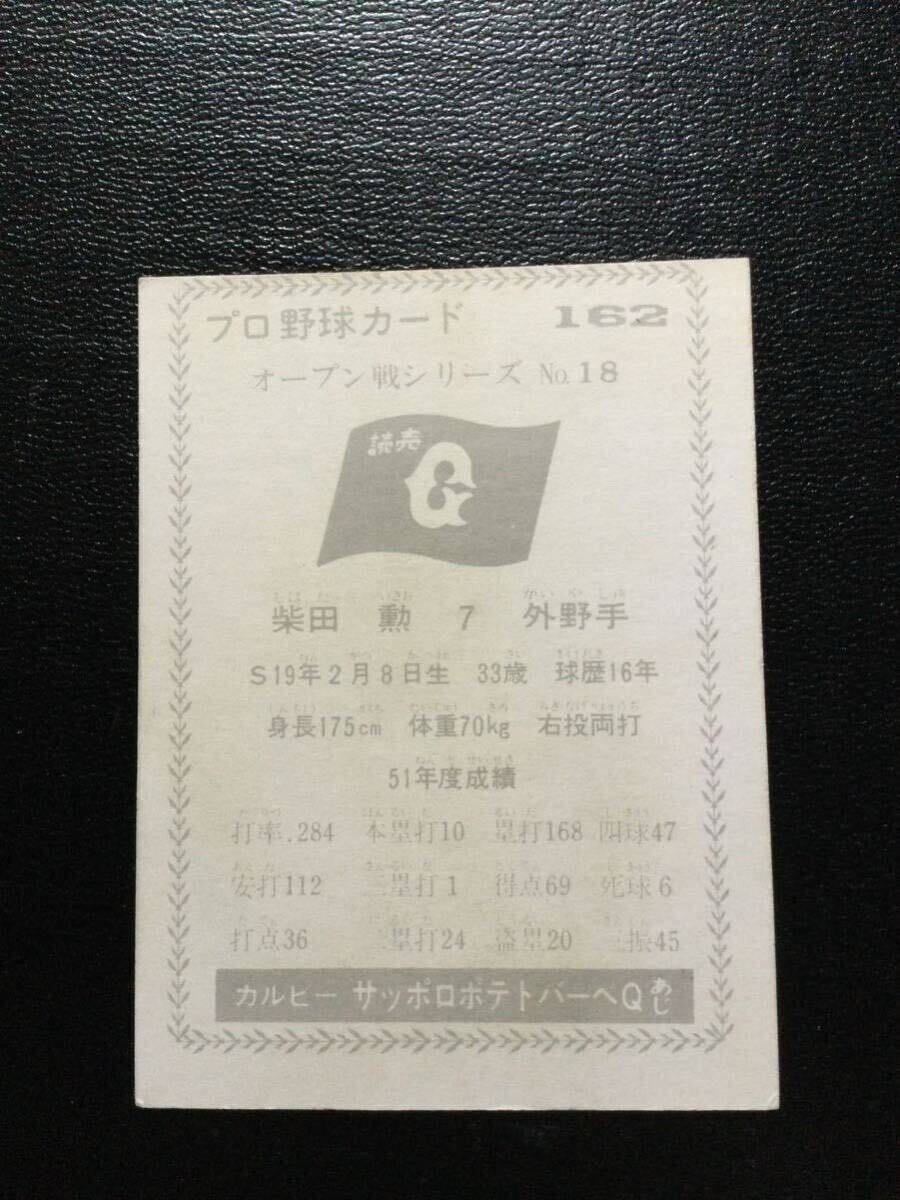 プロ野球カード 162
オープン戦シリーズ No.18
読売
G
柴田 勲 7 外野手
S19年2月8日生 33歳 球歴16年
身長175cm 体重70kg 右投両打
51年度成績
打率.284 本塁打10 塁打168 四球47
安打112 三塁打1 得点69 死球6
打点36 二塁打24 盗塁20 三振45
カルビー サッポロポテトバーベQあじ